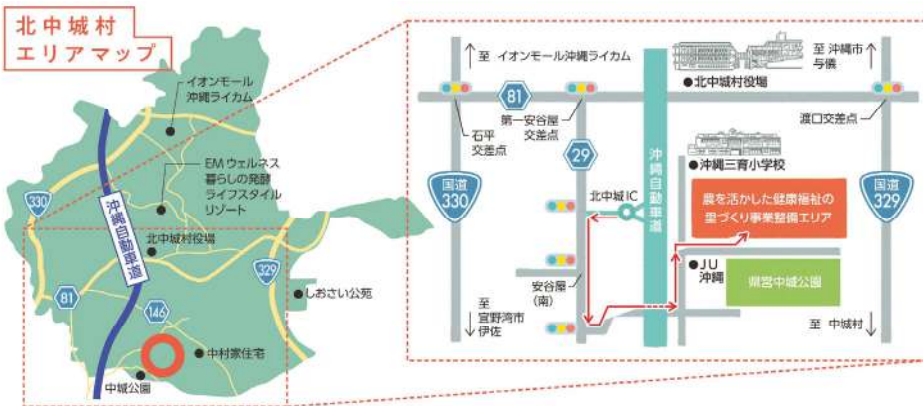 北中城村
エリアマップ
イオンモール
沖縄ライカム
EMウェルネス
暮らしの発酵
ライフスタイル
リゾート
330
沖縄自動車道
北中城村役場
329
81
146
しおさい公苑
中村家住宅
中城公園
至 イオンモール沖縄ライカム
至 沖縄市
与儀
北中城村役場
81
石平
交差点
第一安谷屋
交差点
渡口交差点
29
沖縄自動車道
沖縄三育小学校
国道
330
北中城IC
農を活かした健康福祉の
里づくり事業整備エリア
国道
329
JU
沖縄
県営中城公園
安谷屋
(南)
至
宜野湾市
伊佐
至 中城村